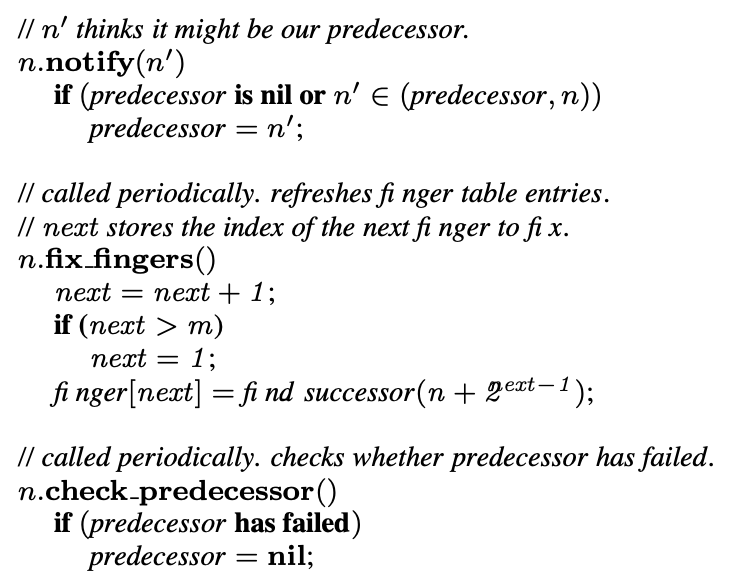 // n′ thinks it might be our predecessor.
n.notify(n′)
if (predecessor is nil or n′ ∈ (predecessor, n))
predecessor = n′;
// called periodically. refreshes fi nger table entries.
// next stores the index of the next fi nger to fi x.
n.fix_fingers()
next = next + 1;
if (next > m)
next = 1;
fi nger[next] = fi nd successor(n + 2^{next−1});
// called periodically. checks whether predecessor has failed.
n.check_predecessor()
if (predecessor has failed)
predecessor = nil;